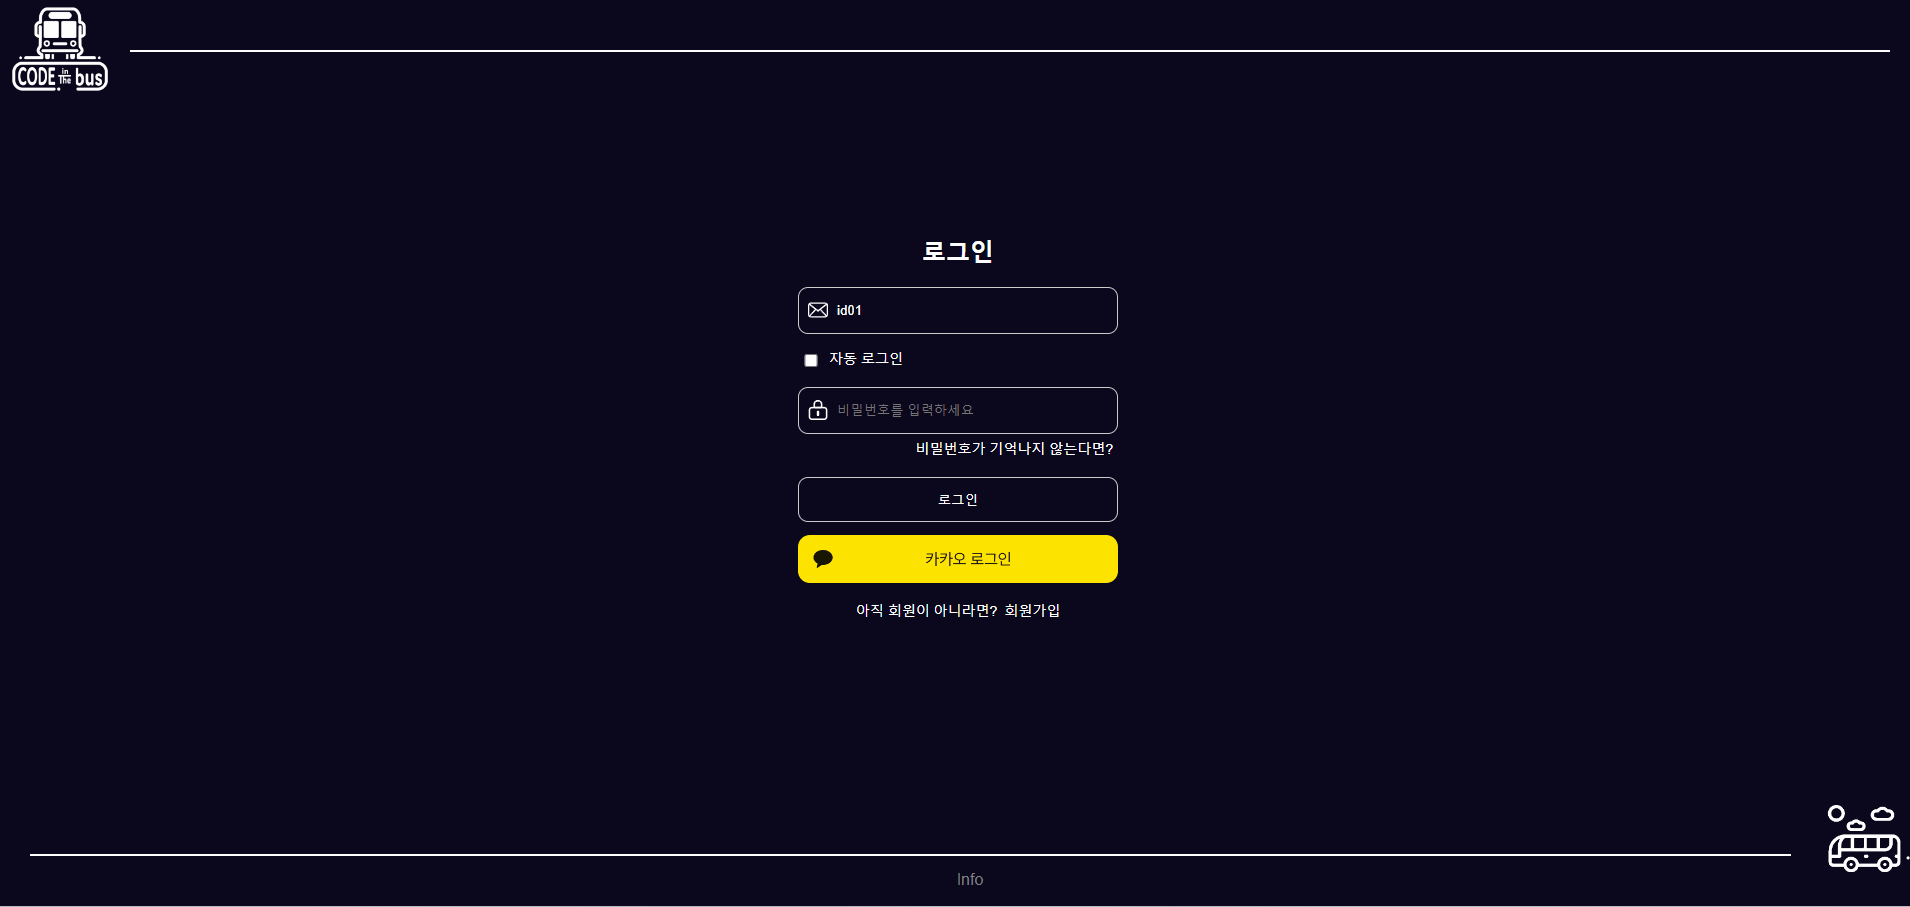 CODE in The bus
로그인
id01
자동 로그인
비밀번호를 입력하세요
비밀번호가 기억나지 않는다면?
로그인
카카오 로그인
아직 회원이 아니라면? 회원가입
Info